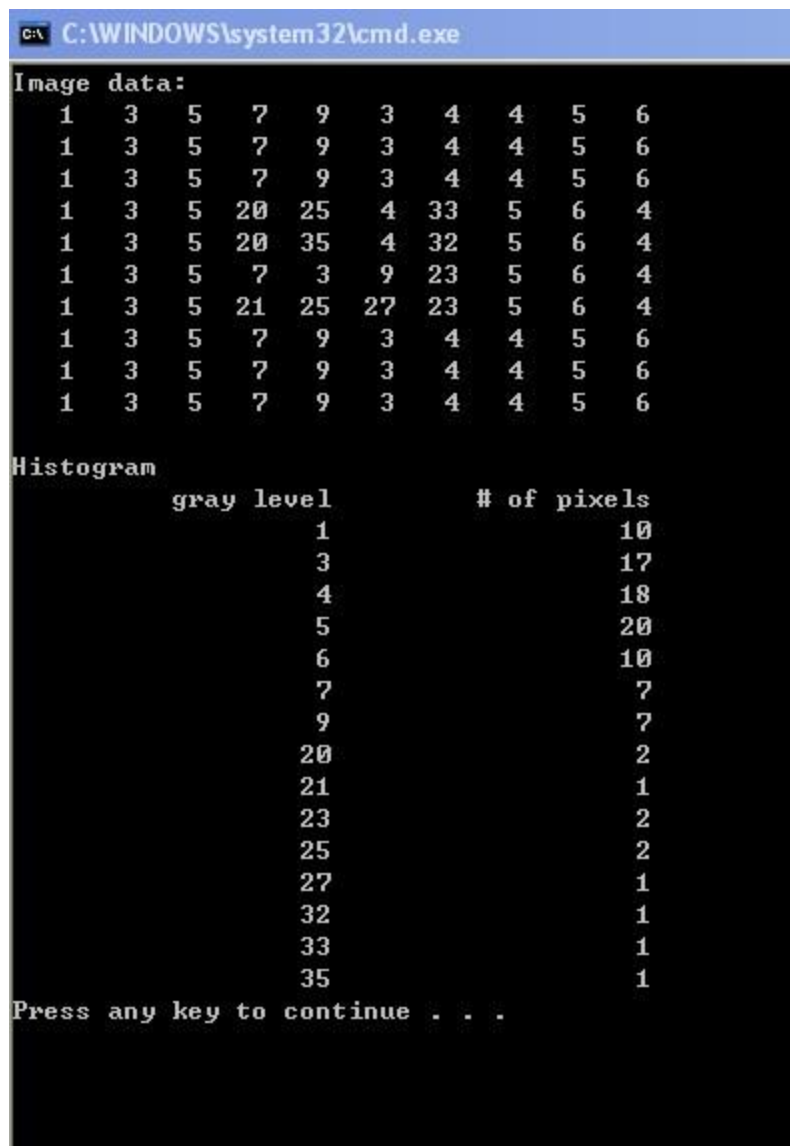 C:\WINDOWS\system32\cmd.exe
Image data:
1 3 5 7 9 3 4 4 5 6
1 3 5 7 9 3 4 4 5 6
1 3 5 7 9 3 4 4 5 6
1 3 5 20 25 4 33 5 6 4
1 3 5 20 35 4 32 5 6 4
1 3 5 7 3 9 23 5 6 4
1 3 5 21 25 27 23 5 6 4
1 3 5 7 9 3 4 4 5 6
1 3 5 7 9 3 4 4 5 6
1 3 5 7 9 3 4 4 5 6
Histogram
gray level # of pixels
1 10
3 17
4 18
5 20
6 10
7 7
9 7
20 2
21 1
23 2
25 2
27 1
32 1
33 1
35 1
Press any key to continue . . .